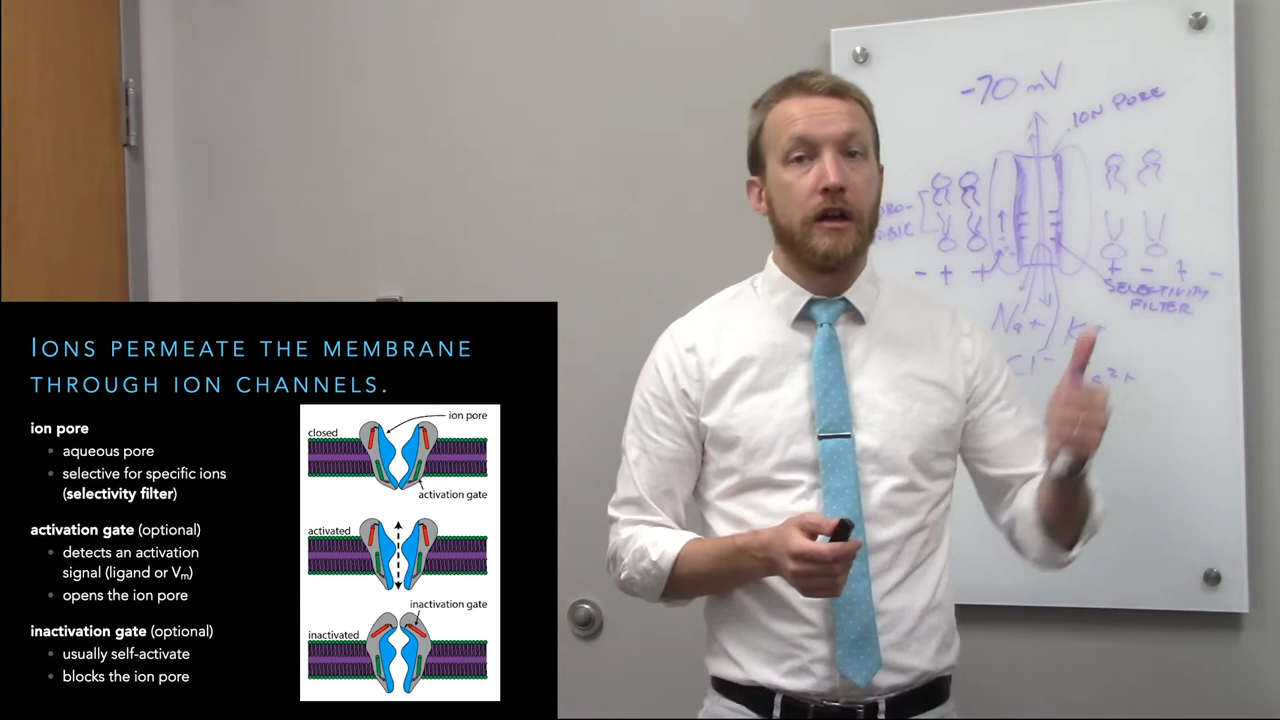 IONS PERMEATE THE MEMBRANE
THROUGH ION CHANNELS.
ion pore
• aqueous pore
• selective for specific ions
(selectivity filter)
activation gate (optional)
• detects an activation
signal (ligand or Vm)
• opens the ion pore
inactivation gate (optional)
• usually self-activate
• blocks the ion pore
ion pore
closed
activation gate
activated
inactivation gate
inactivated
-70 mV
ION PORE
- + +
+ - + -
SELECTIVITY
FILTER
Na+
Cl-
2+